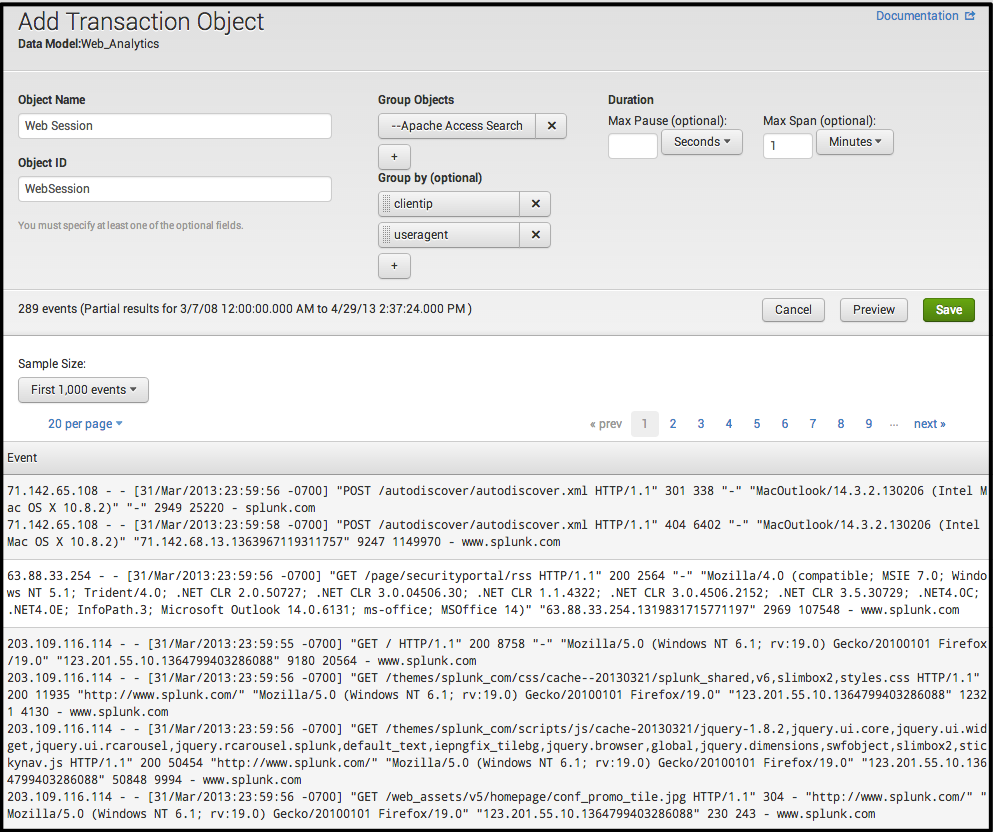 Add Transaction Object
Documentation
Data Model:Web_Analytics
Object Name
Web Session
Object ID
WebSession
You must specify at least one of the optional fields.
Group Objects
--Apache Access Search ×
+
Group by (optional)
clientip ×
useragent ×
+
Duration
Max Pause (optional):
Seconds
Max Span (optional):
1 Minutes
289 events (Partial results for 3/7/08 12:00:00.000 AM to 4/29/13 2:37:24.000 PM )
Cancel Preview Save
Sample Size:
First 1,000 events
20 per page
« prev 1 2 3 4 5 6 7 8 9 ... next »
Event
71.142.65.108 - - [31/Mar/2013:23:59:56 -0700] "POST /autodiscover/autodiscover.xml HTTP/1.1" 301 338 "-" "MacOutlook/14.3.2.130206 (Intel M
ac OS X 10.8.2)" "-" 2949 25220 - splunk.com
71.142.65.108 - - [31/Mar/2013:23:59:58 -0700] "POST /autodiscover/autodiscover.xml HTTP/1.1" 404 6402 "-" "MacOutlook/14.3.2.130206 (Intel
Mac OS X 10.8.2)" "71.142.68.13.1363967119311757" 9247 1149970 - www.splunk.com
63.88.33.254 - - [31/Mar/2013:23:59:56 -0700] "GET /page/securityportal/rss HTTP/1.1" 200 2564 "-" "Mozilla/4.0 (compatible; MSIE 7.0; Windo
ws NT 5.1; Trident/4.0; .NET CLR 2.0.50727; .NET CLR 3.0.04506.30; .NET CLR 1.1.4322; .NET CLR 3.0.4506.2152; .NET CLR 3.5.30729; .NET4.0C;
.NET4.0E; InfoPath.3; Microsoft Outlook 14.0.6131; ms-office; MSOffice 14)" "63.88.33.254.1319831715771197" 2969 107548 - www.splunk.com
203.109.116.114 - - [31/Mar/2013:23:59:55 -0700] "GET / HTTP/1.1" 200 8758 "-" "Mozilla/5.0 (Windows NT 6.1; rv:19.0) Gecko/20100101 Firefox
/19.0" "123.201.55.10.1364799403286088" 9180 20564 - www.splunk.com
203.109.116.114 - - [31/Mar/2013:23:59:56 -0700] "GET /themes/splunk_com/css/cache--20130321/splunk_shared,v6,slimbox2,styles.css HTTP/1.1"
200 11935 "http://www.splunk.com/" "Mozilla/5.0 (Windows NT 6.1; rv:19.0) Gecko/20100101 Firefox/19.0" "123.201.55.10.1364799403286088" 1232
1 4130 - www.splunk.com
203.109.116.114 - - [31/Mar/2013:23:59:56 -0700] "GET /themes/splunk_com/scripts/js/cache-20130321/jquery-1.8.2,jquery.ui.core,jquery.ui.wid
get,jquery.ui.rcarousel,jquery.rcarousel.splunk,default_text,iepngfix_tilebg,jquery.browser,global,jquery.dimensions,swfobject,slimbox2,stic
kynav.js HTTP/1.1" 200 50454 "http://www.splunk.com/" "Mozilla/5.0 (Windows NT 6.1; rv:19.0) Gecko/20100101 Firefox/19.0" "123.201.55.10.136
4799403286088" 50848 9994 - www.splunk.com
203.109.116.114 - - [31/Mar/2013:23:59:56 -0700] "GET /web_assets/v5/homepage/conf_promo_tile.jpg HTTP/1.1" 304 - "http://www.splunk.com/" "
Mozilla/5.0 (Windows NT 6.1; rv:19.0) Gecko/20100101 Firefox/19.0" "123.201.55.10.1364799403286088" 230 243 - www.splunk.com